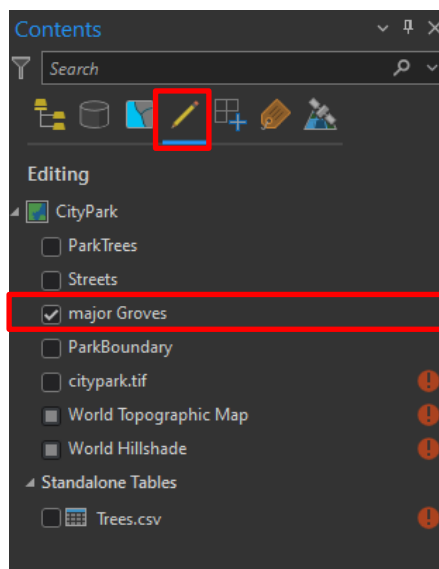 Contents
Search
Editing
CityPark
ParkTrees
Streets
major Groves
ParkBoundary
citypark.tif
World Topographic Map
World Hillshade
Standalone Tables
Trees.csv